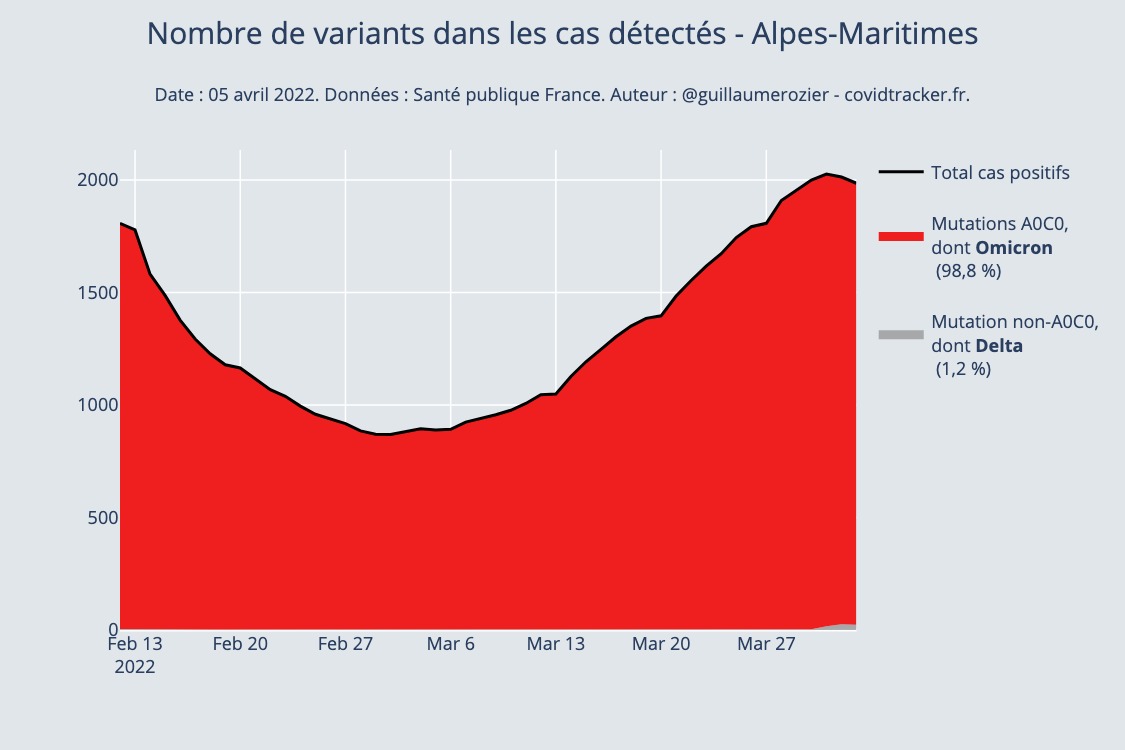 Nombre de variants dans les cas détectés - Alpes-Maritimes
Date : 05 avril 2022. Données : Santé publique France. Auteur : @guillaumerozier - covidtracker.fr.
2000
1500
1000
500
0
Feb 13
2022
Feb 20
Feb 27
Mar 6
Mar 13
Mar 20
Mar 27
Total cas positifs
Mutations A0C0,
dont Omicron
(98,8 %)
Mutation non-A0C0,
dont Delta
(1,2 %)